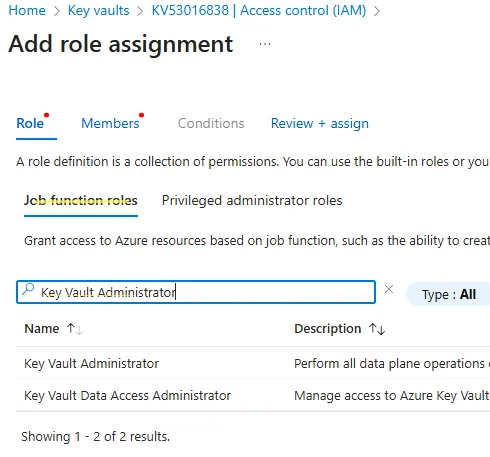 Home > Key vaults > KV53016838 | Access control (IAM) >
Add role assignment ...
Role Members Conditions Review + assign
A role definition is a collection of permissions. You can use the built-in roles or you
Job function roles Privileged administrator roles
Grant access to Azure resources based on job function, such as the ability to creat
Key Vault Administrator × Type : All
Name ↑↓ Description ↑↓
Key Vault Administrator Perform all data plane operations
Key Vault Data Access Administrator Manage access to Azure Key Vault
Showing 1 - 2 of 2 results.